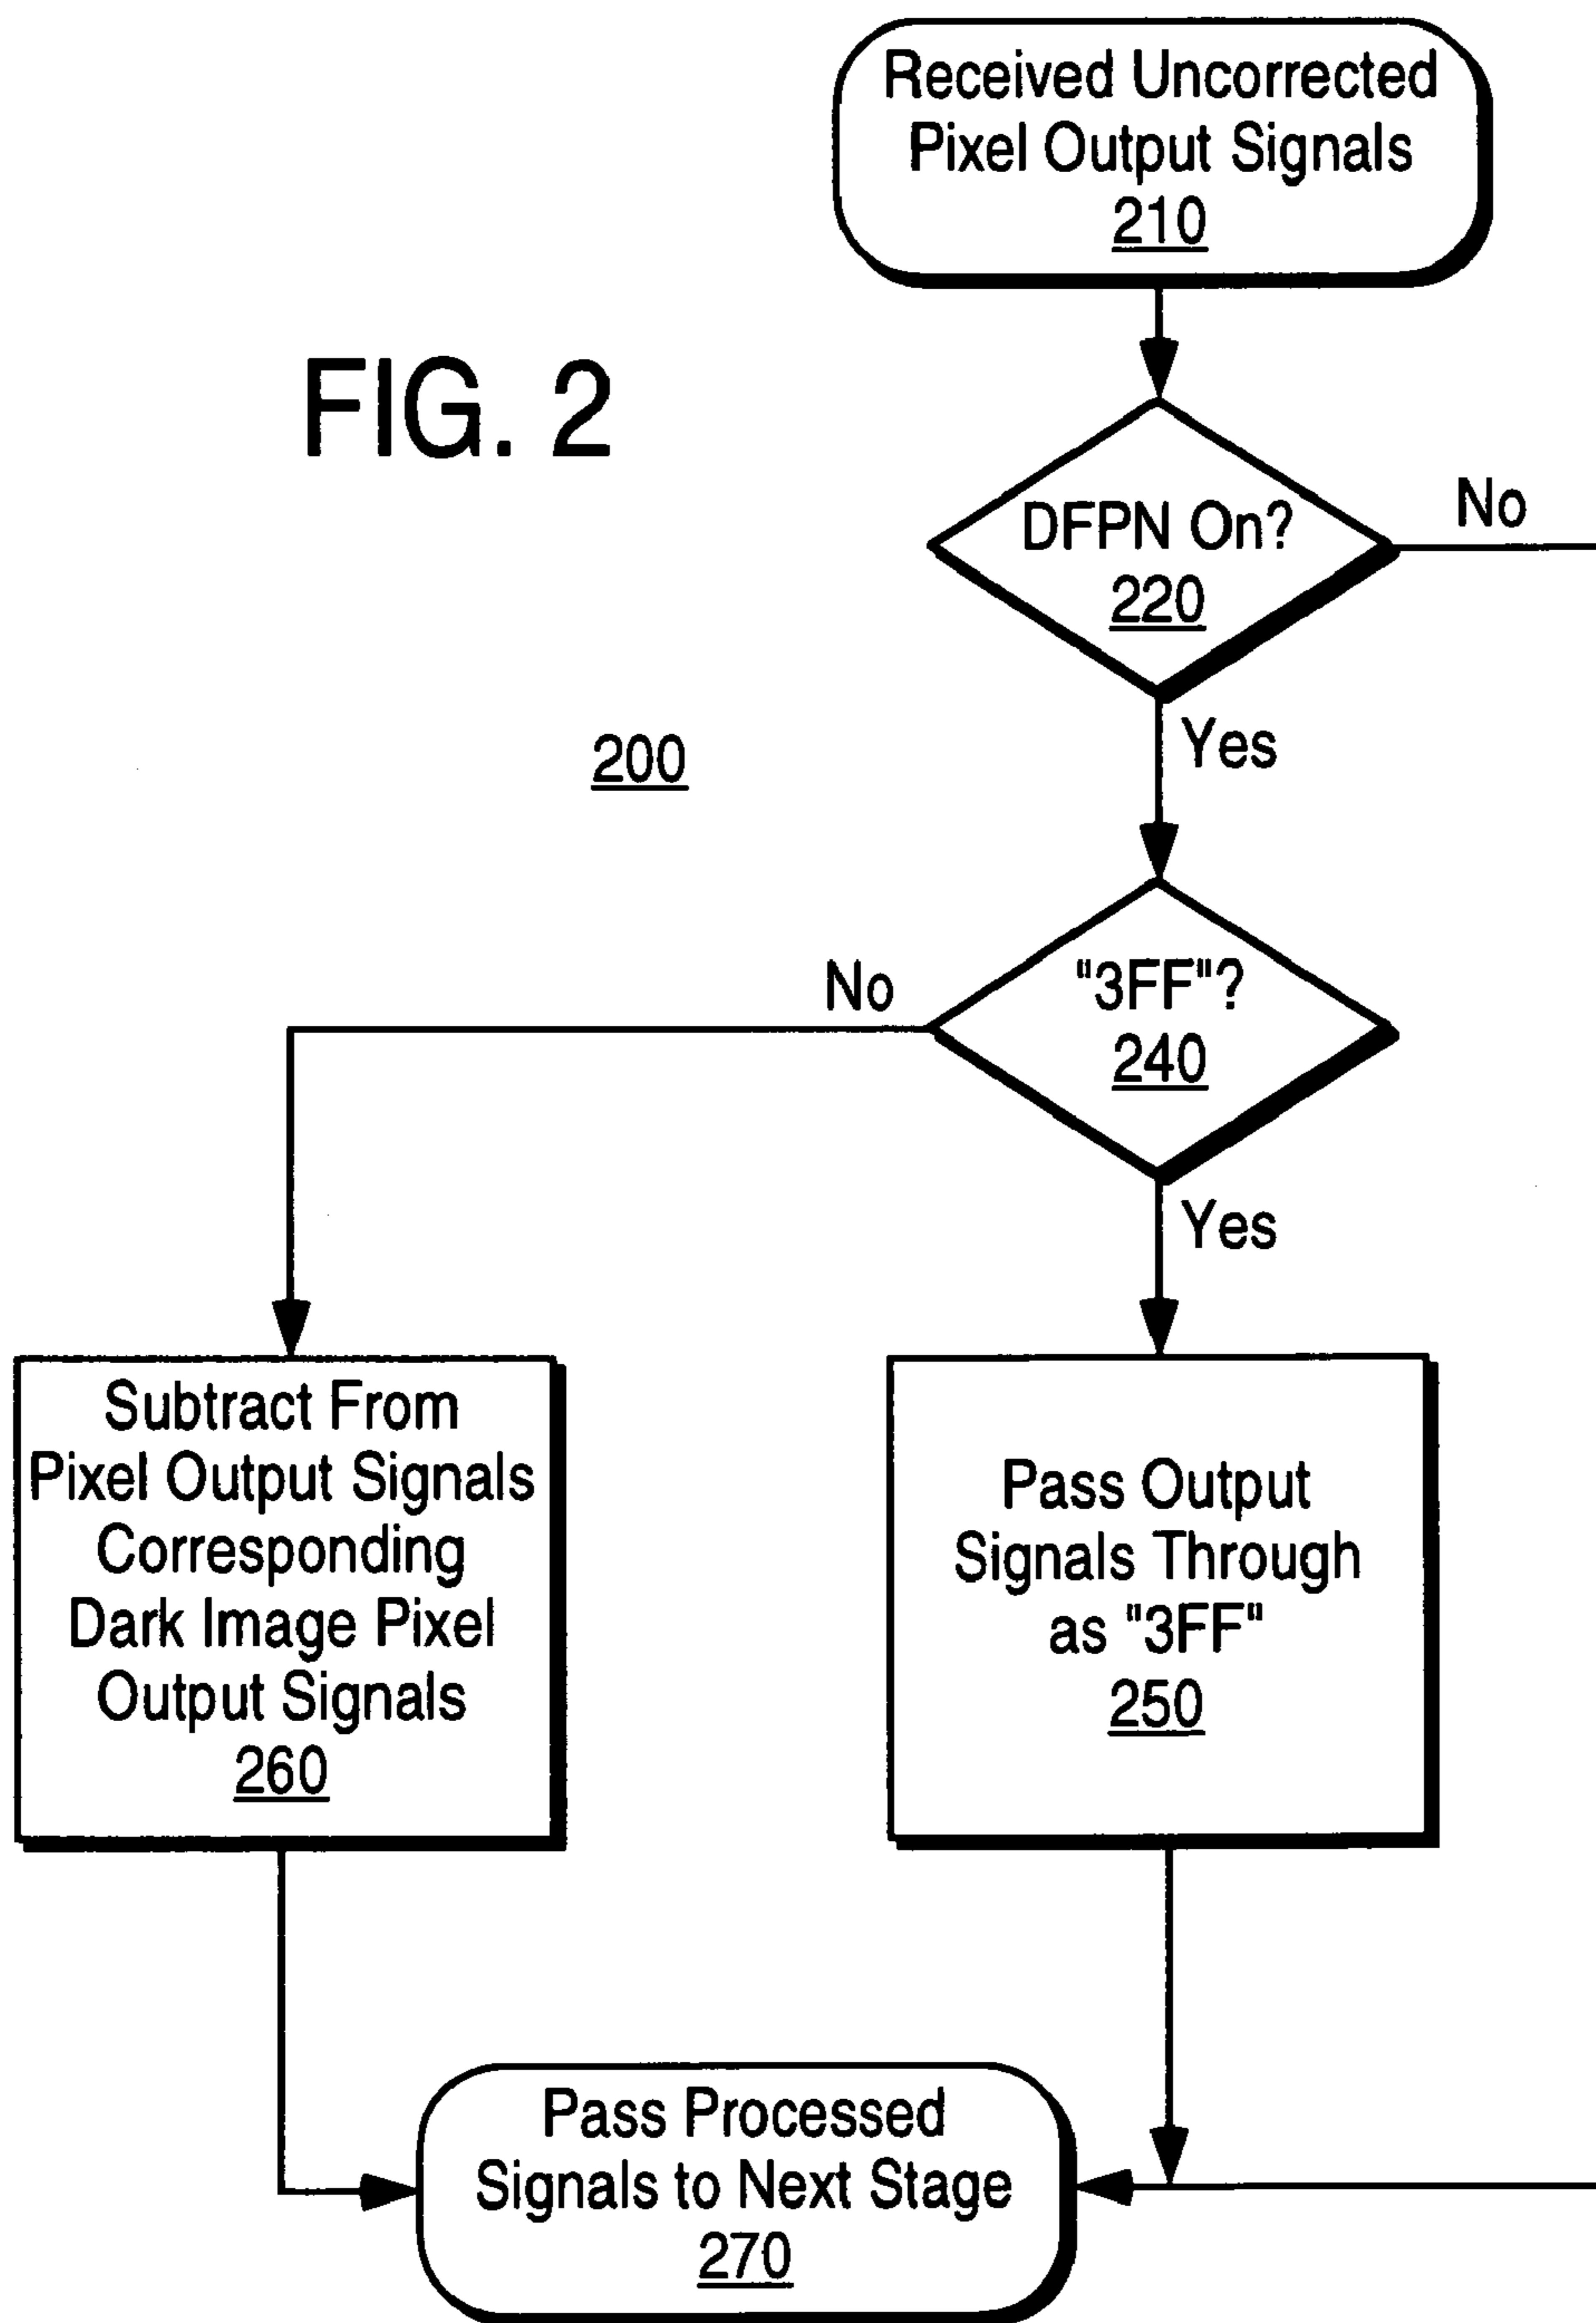 Received Uncorrected
Pixel Output Signals
210
FIG. 2
DFPN On?
220
No
Yes
200
"3FF"?
240
No
Yes
Subtract From
Pixel Output Signals
Corresponding
Dark Image Pixel
Output Signals
260
Pass Output
Signals Through
as "3FF"
250
Pass Processed
Signals to Next Stage
270